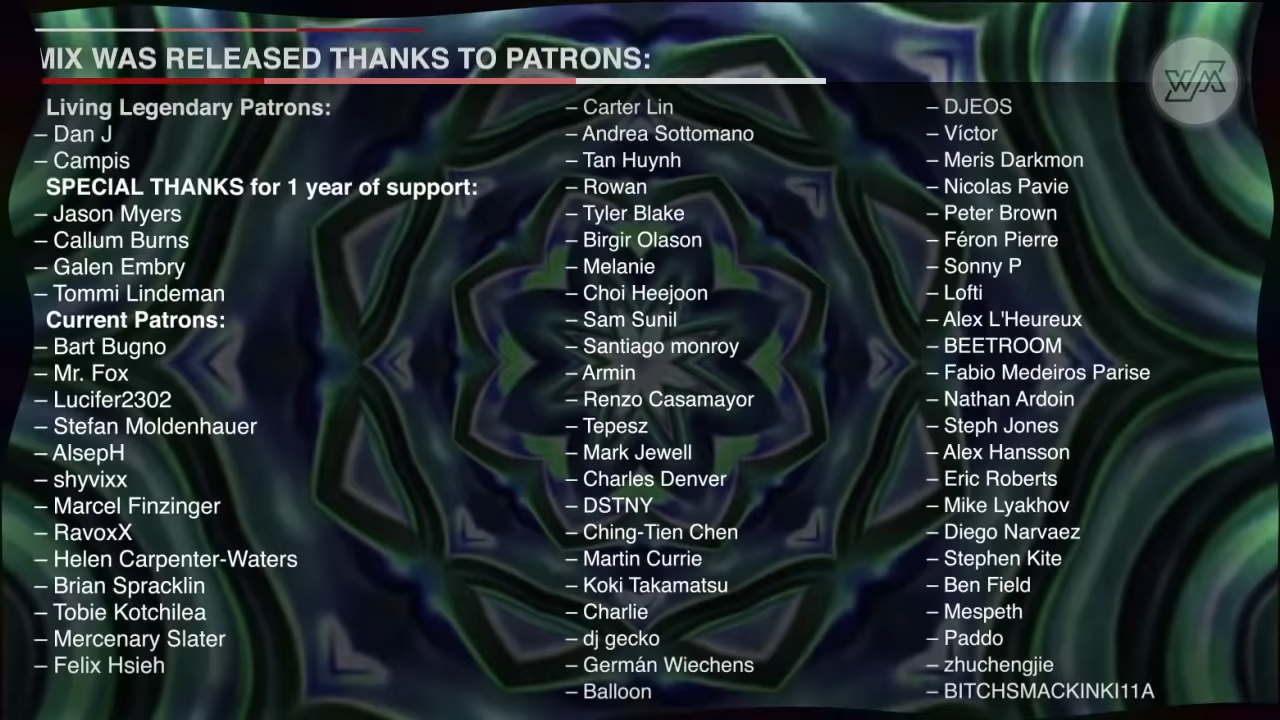 MIX WAS RELEASED THANKS TO PATRONS:
Living Legendary Patrons:
– Dan J
– Campis
SPECIAL THANKS for 1 year of support:
– Jason Myers
– Callum Burns
– Galen Embry
– Tommi Lindeman
Current Patrons:
– Bart Bugno
– Mr. Fox
– Lucifer2302
– Stefan Moldenhauer
– AlsepH
– shyvixx
– Marcel Finzinger
– RavoxX
– Helen Carpenter-Waters
– Brian Spracklin
– Tobie Kotchilea
– Mercenary Slater
– Felix Hsieh
– Carter Lin
– Andrea Sottomano
– Tan Huynh
– Rowan
– Tyler Blake
– Birgir Olason
– Melanie
– Choi Heejoon
– Sam Sunil
– Santiago monroy
– Armin
– Renzo Casamayor
– Tepesz
– Mark Jewell
– Charles Denver
– DSTNY
– Ching-Tien Chen
– Martin Currie
– Koki Takamatsu
– Charlie
– dj gecko
– Germán Wiechens
– Balloon
– DJEOS
– Víctor
– Meris Darkmon
– Nicolas Pavie
– Peter Brown
– Féron Pierre
– Sonny P
– Lofti
– Alex L'Heureux
– BEETROOM
– Fabio Medeiros Parise
– Nathan Ardoin
– Steph Jones
– Alex Hansson
– Eric Roberts
– Mike Lyakhov
– Diego Narvaez
– Stephen Kite
– Ben Field
– Mespeth
– Paddo
– zhuchengjie
– BITCHSMACKINKI11A